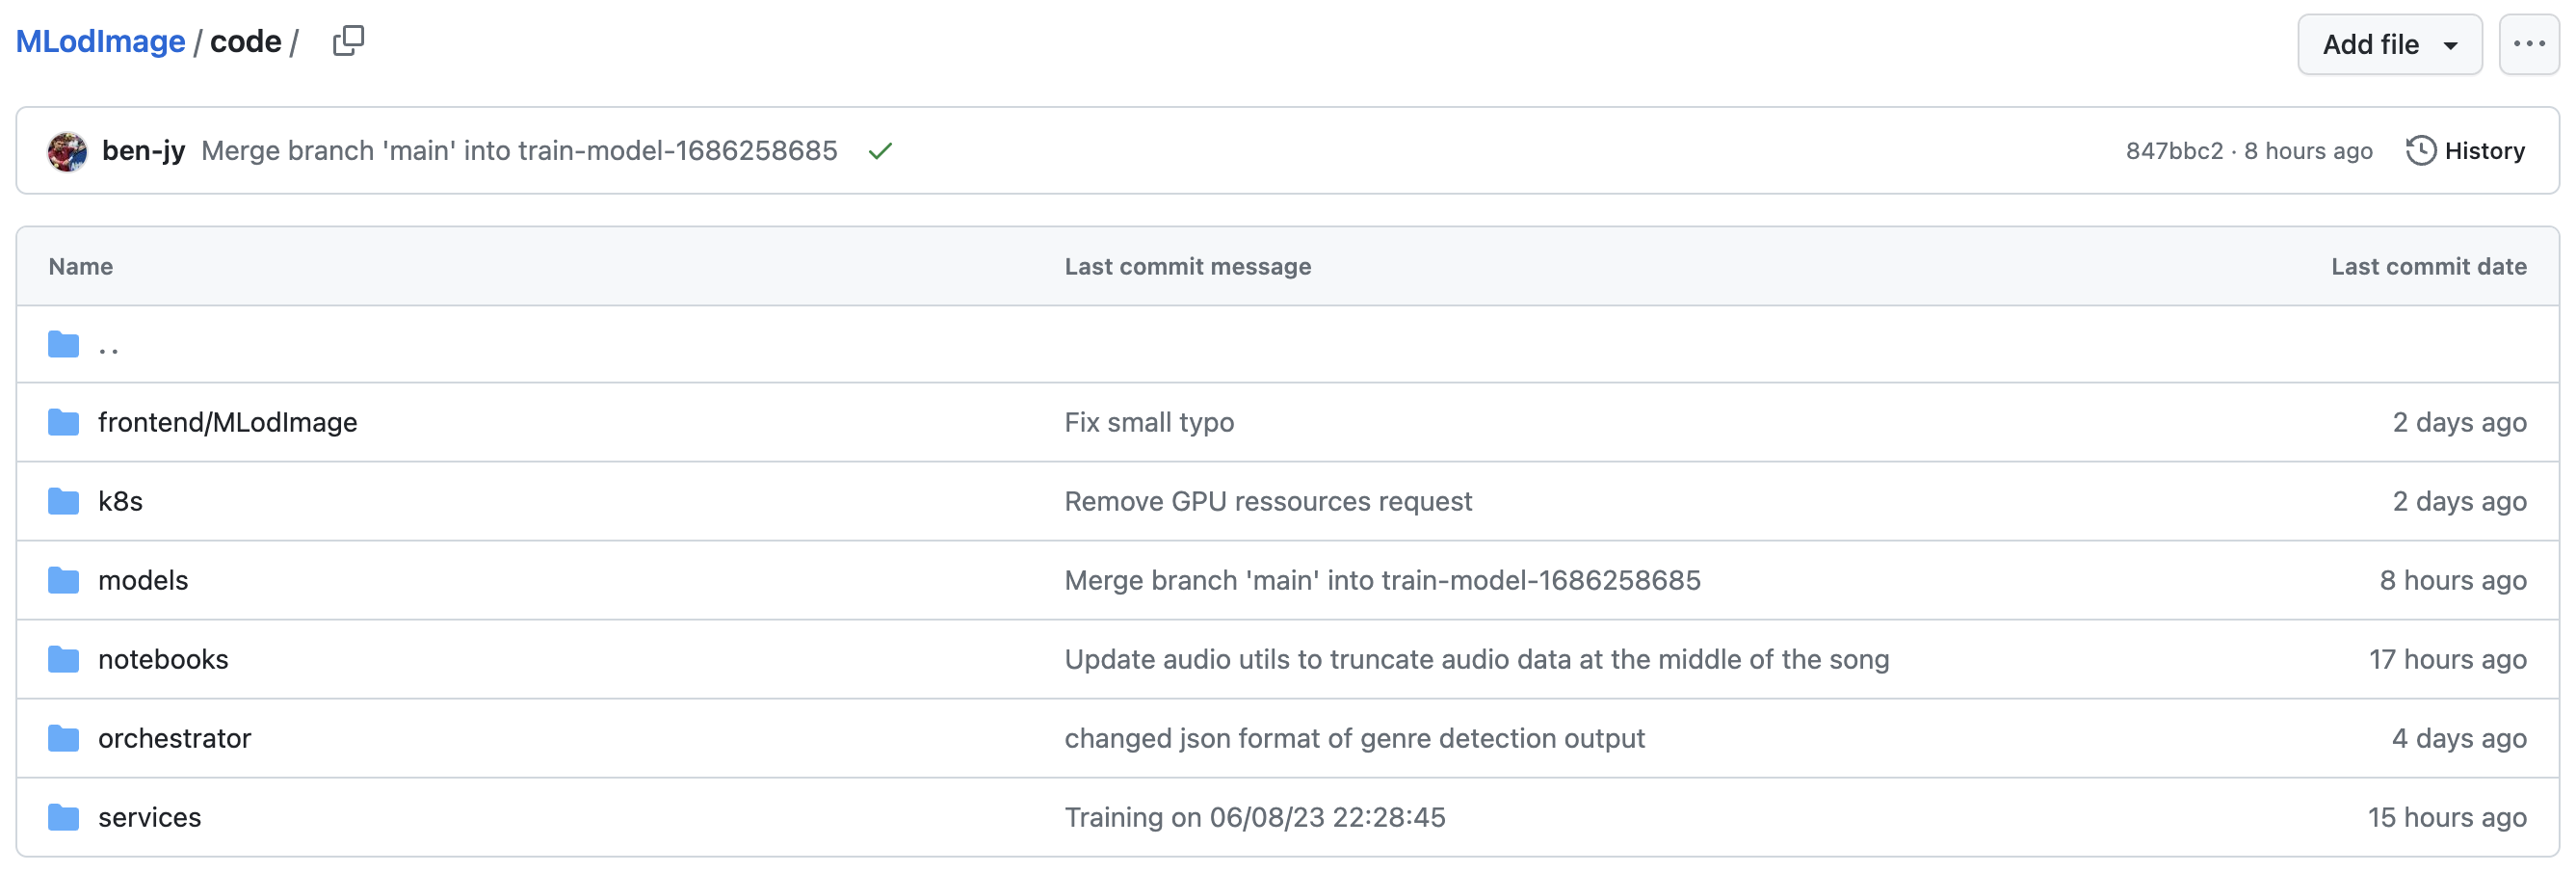 MLodImage / code /
Add file
ben-jy Merge branch 'main' into train-model-1686258685
847bbc2 · 8 hours ago History
Name Last commit message Last commit date
..
frontend/MLodImage Fix small typo 2 days ago
k8s Remove GPU ressources request 2 days ago
models Merge branch 'main' into train-model-1686258685 8 hours ago
notebooks Update audio utils to truncate audio data at the middle of the song 17 hours ago
orchestrator changed json format of genre detection output 4 days ago
services Training on 06/08/23 22:28:45 15 hours ago